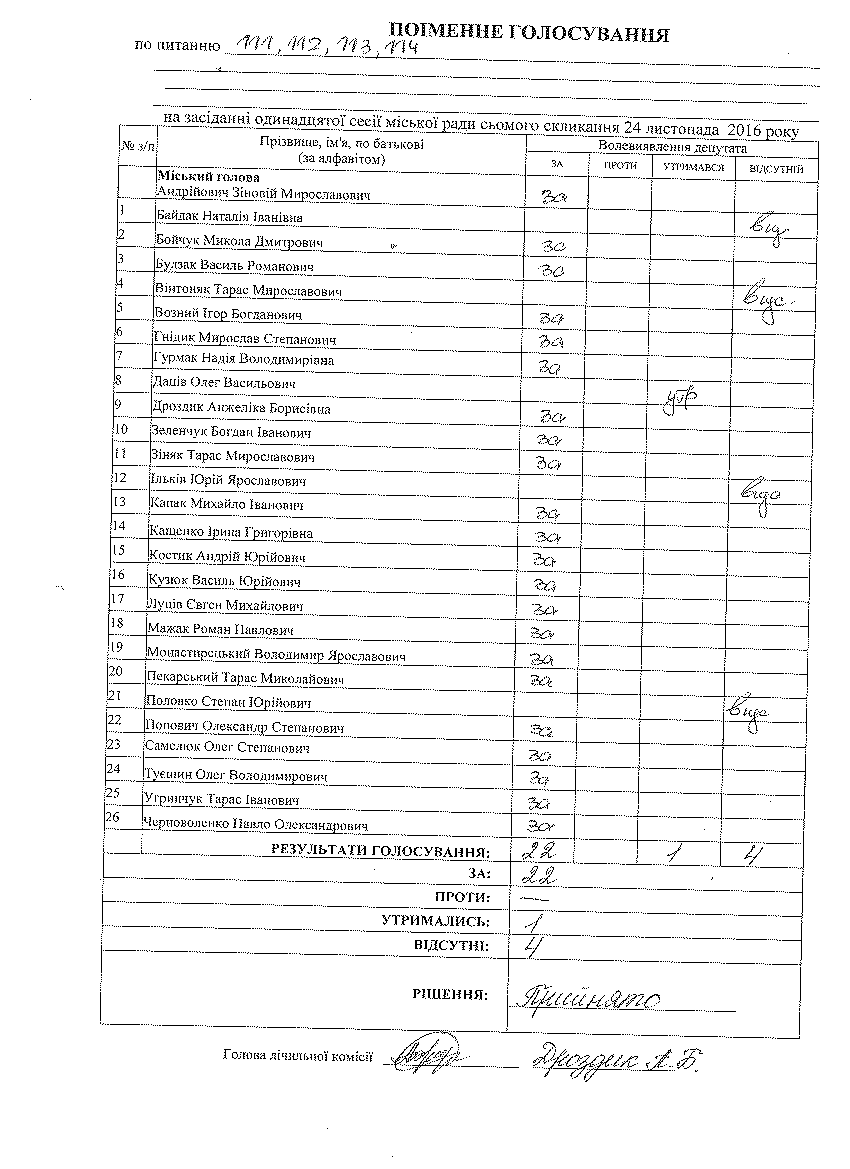 ПОІМЕННЕ ГОЛОСУВАННЯ
по питанню 111, 112, 113, 114
на засіданні одинадцятої сесії міської ради сьомого скликання 24 листопада 2016 року
№ з/п Прізвище, ім'я, по батькові (за алфавітом) Волевиявлення депутата
ЗА ПРОТИ УТРИМАВСЯ ВІДСУТНІЙ
Міський голова
Андрійович Зіновій Мирославович За
1 Байдак Наталія Іванівна від
2 Бойчук Микола Дмитрович За
3 Булзак Василь Романович За
4 Вінтоняк Тарас Мирославович відс
5 Возний Ігор Богданович За
6 Гнідик Мирослав Степанович За
7 Гурмак Надія Володимирівна За
8 Даців Олег Васильович утр
9 Дроздик Анжеліка Борисівна За
10 Зеленчук Богдан Іванович За
11 Зіняк Тарас Мирославович За
12 Ільків Юрій Ярославович відс
13 Капак Михайло Іванович За
14 Кащенко Ірина Григорівна За
15 Костик Андрій Юрійович За
16 Кузюк Василь Юрійович За
17 Луців Євген Михайлович За
18 Мажак Роман Павлович За
19 Монастирецький Володимир Ярославович За
20 Пекарський Тарас Миколайович За
21 Поповко Степан Юрійович відс
22 Попович Олександр Степанович За
23 Самелюк Олег Степанович За
24 Туєшин Олег Володимирович За
25 Угринчук Тарас Іванович За
26 Черноволенко Павло Олександрович За
РЕЗУЛЬТАТИ ГОЛОСУВАННЯ: 22 1 4
ЗА: 22
ПРОТИ: —
УТРИМАЛИСЬ: 1
ВІДСУТНІ: 4
РІШЕННЯ: Прийнято
Голова лічильної комісії Дроздик А.Б.